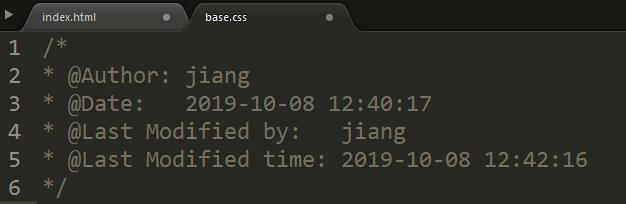 index.html base.css
1 /*
2 * @Author: jiang
3 * @Date:   2019-10-08 12:40:17
4 * @Last Modified by:   jiang
5 * @Last Modified time: 2019-10-08 12:42:16
6 */